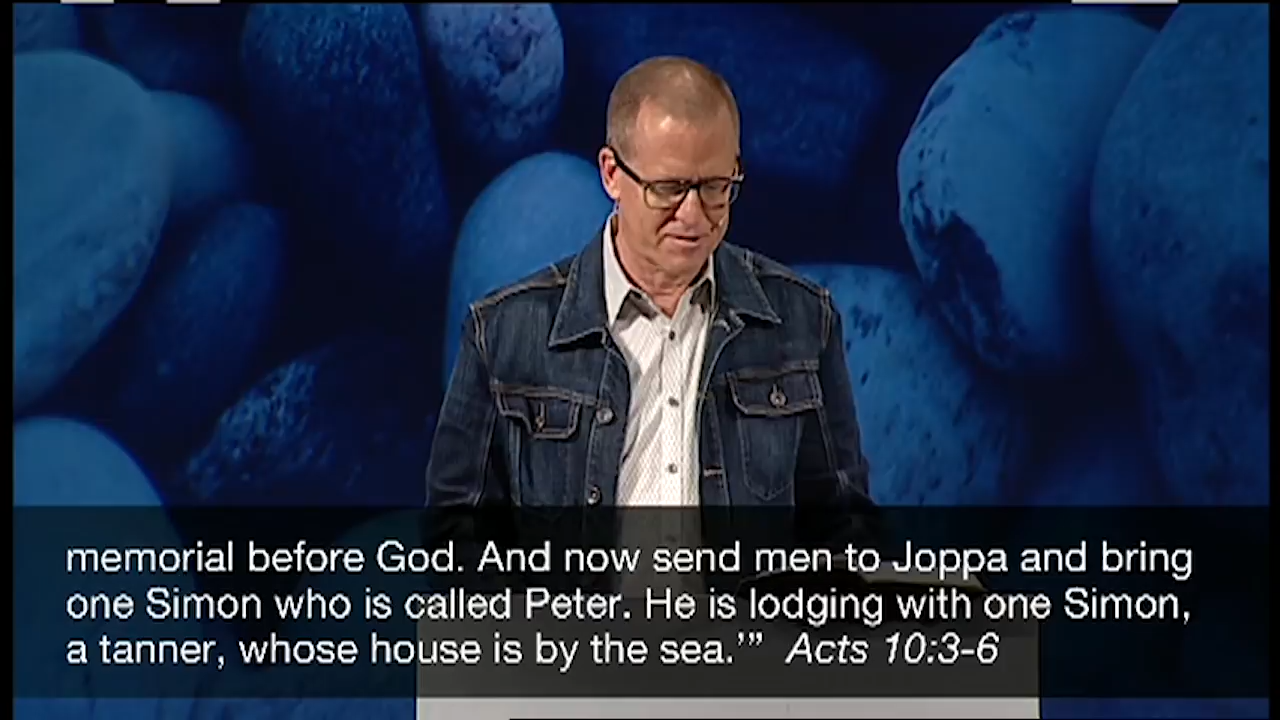 memorial before God. And now send men to Joppa and bring
one Simon who is called Peter. He is lodging with one Simon,
a tanner, whose house is by the sea.’”  Acts 10:3-6